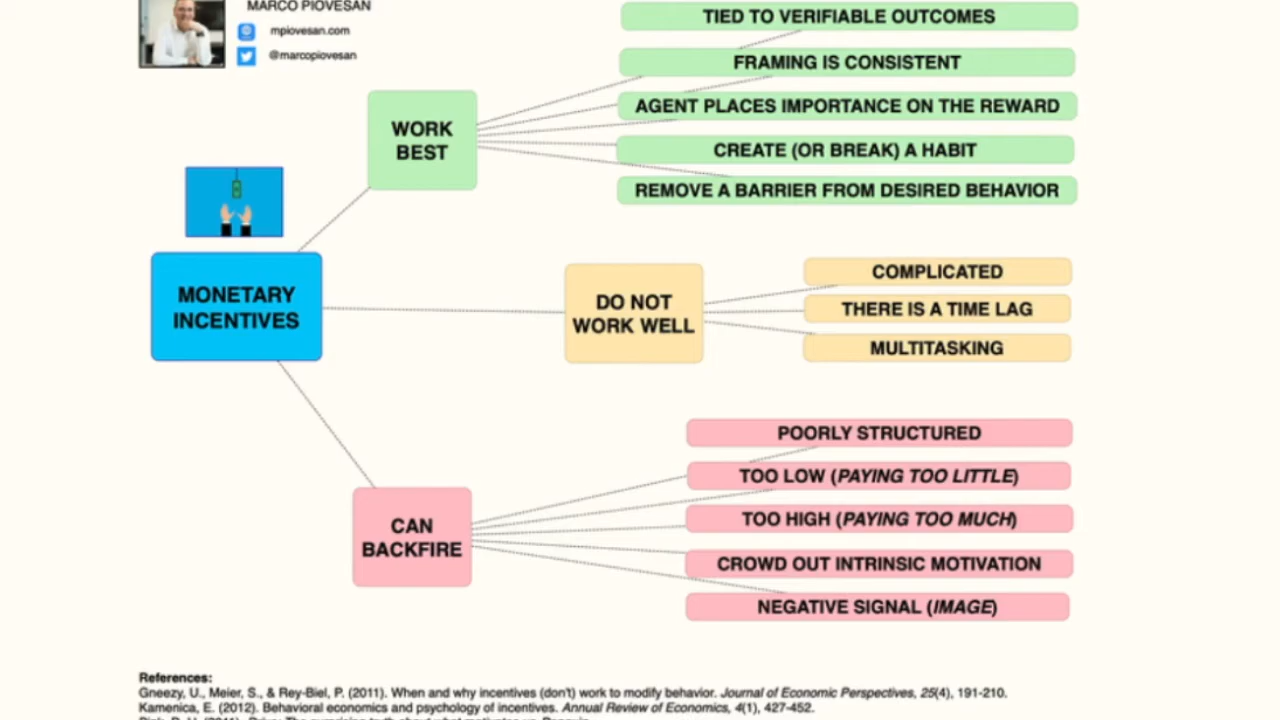 MARCO PIOVESAN
mpiovesan.com
@marcopiovesan
TIED TO VERIFIABLE OUTCOMES
FRAMING IS CONSISTENT
AGENT PLACES IMPORTANCE ON THE REWARD
CREATE (OR BREAK) A HABIT
REMOVE A BARRIER FROM DESIRED BEHAVIOR
WORK
BEST
MONETARY
INCENTIVES
DO NOT
WORK WELL
COMPLICATED
THERE IS A TIME LAG
MULTITASKING
CAN
BACKFIRE
POORLY STRUCTURED
TOO LOW (PAYING TOO LITTLE)
TOO HIGH (PAYING TOO MUCH)
CROWD OUT INTRINSIC MOTIVATION
NEGATIVE SIGNAL (IMAGE)
References:
Gneezy, U., Meier, S., & Rey-Biel, P. (2011). When and why incentives (don't) work to modify behavior. Journal of Economic Perspectives, 25(4), 191-210.
Kamenica, E. (2012). Behavioral economics and psychology of incentives. Annual Review of Economics, 4(1), 427-452.